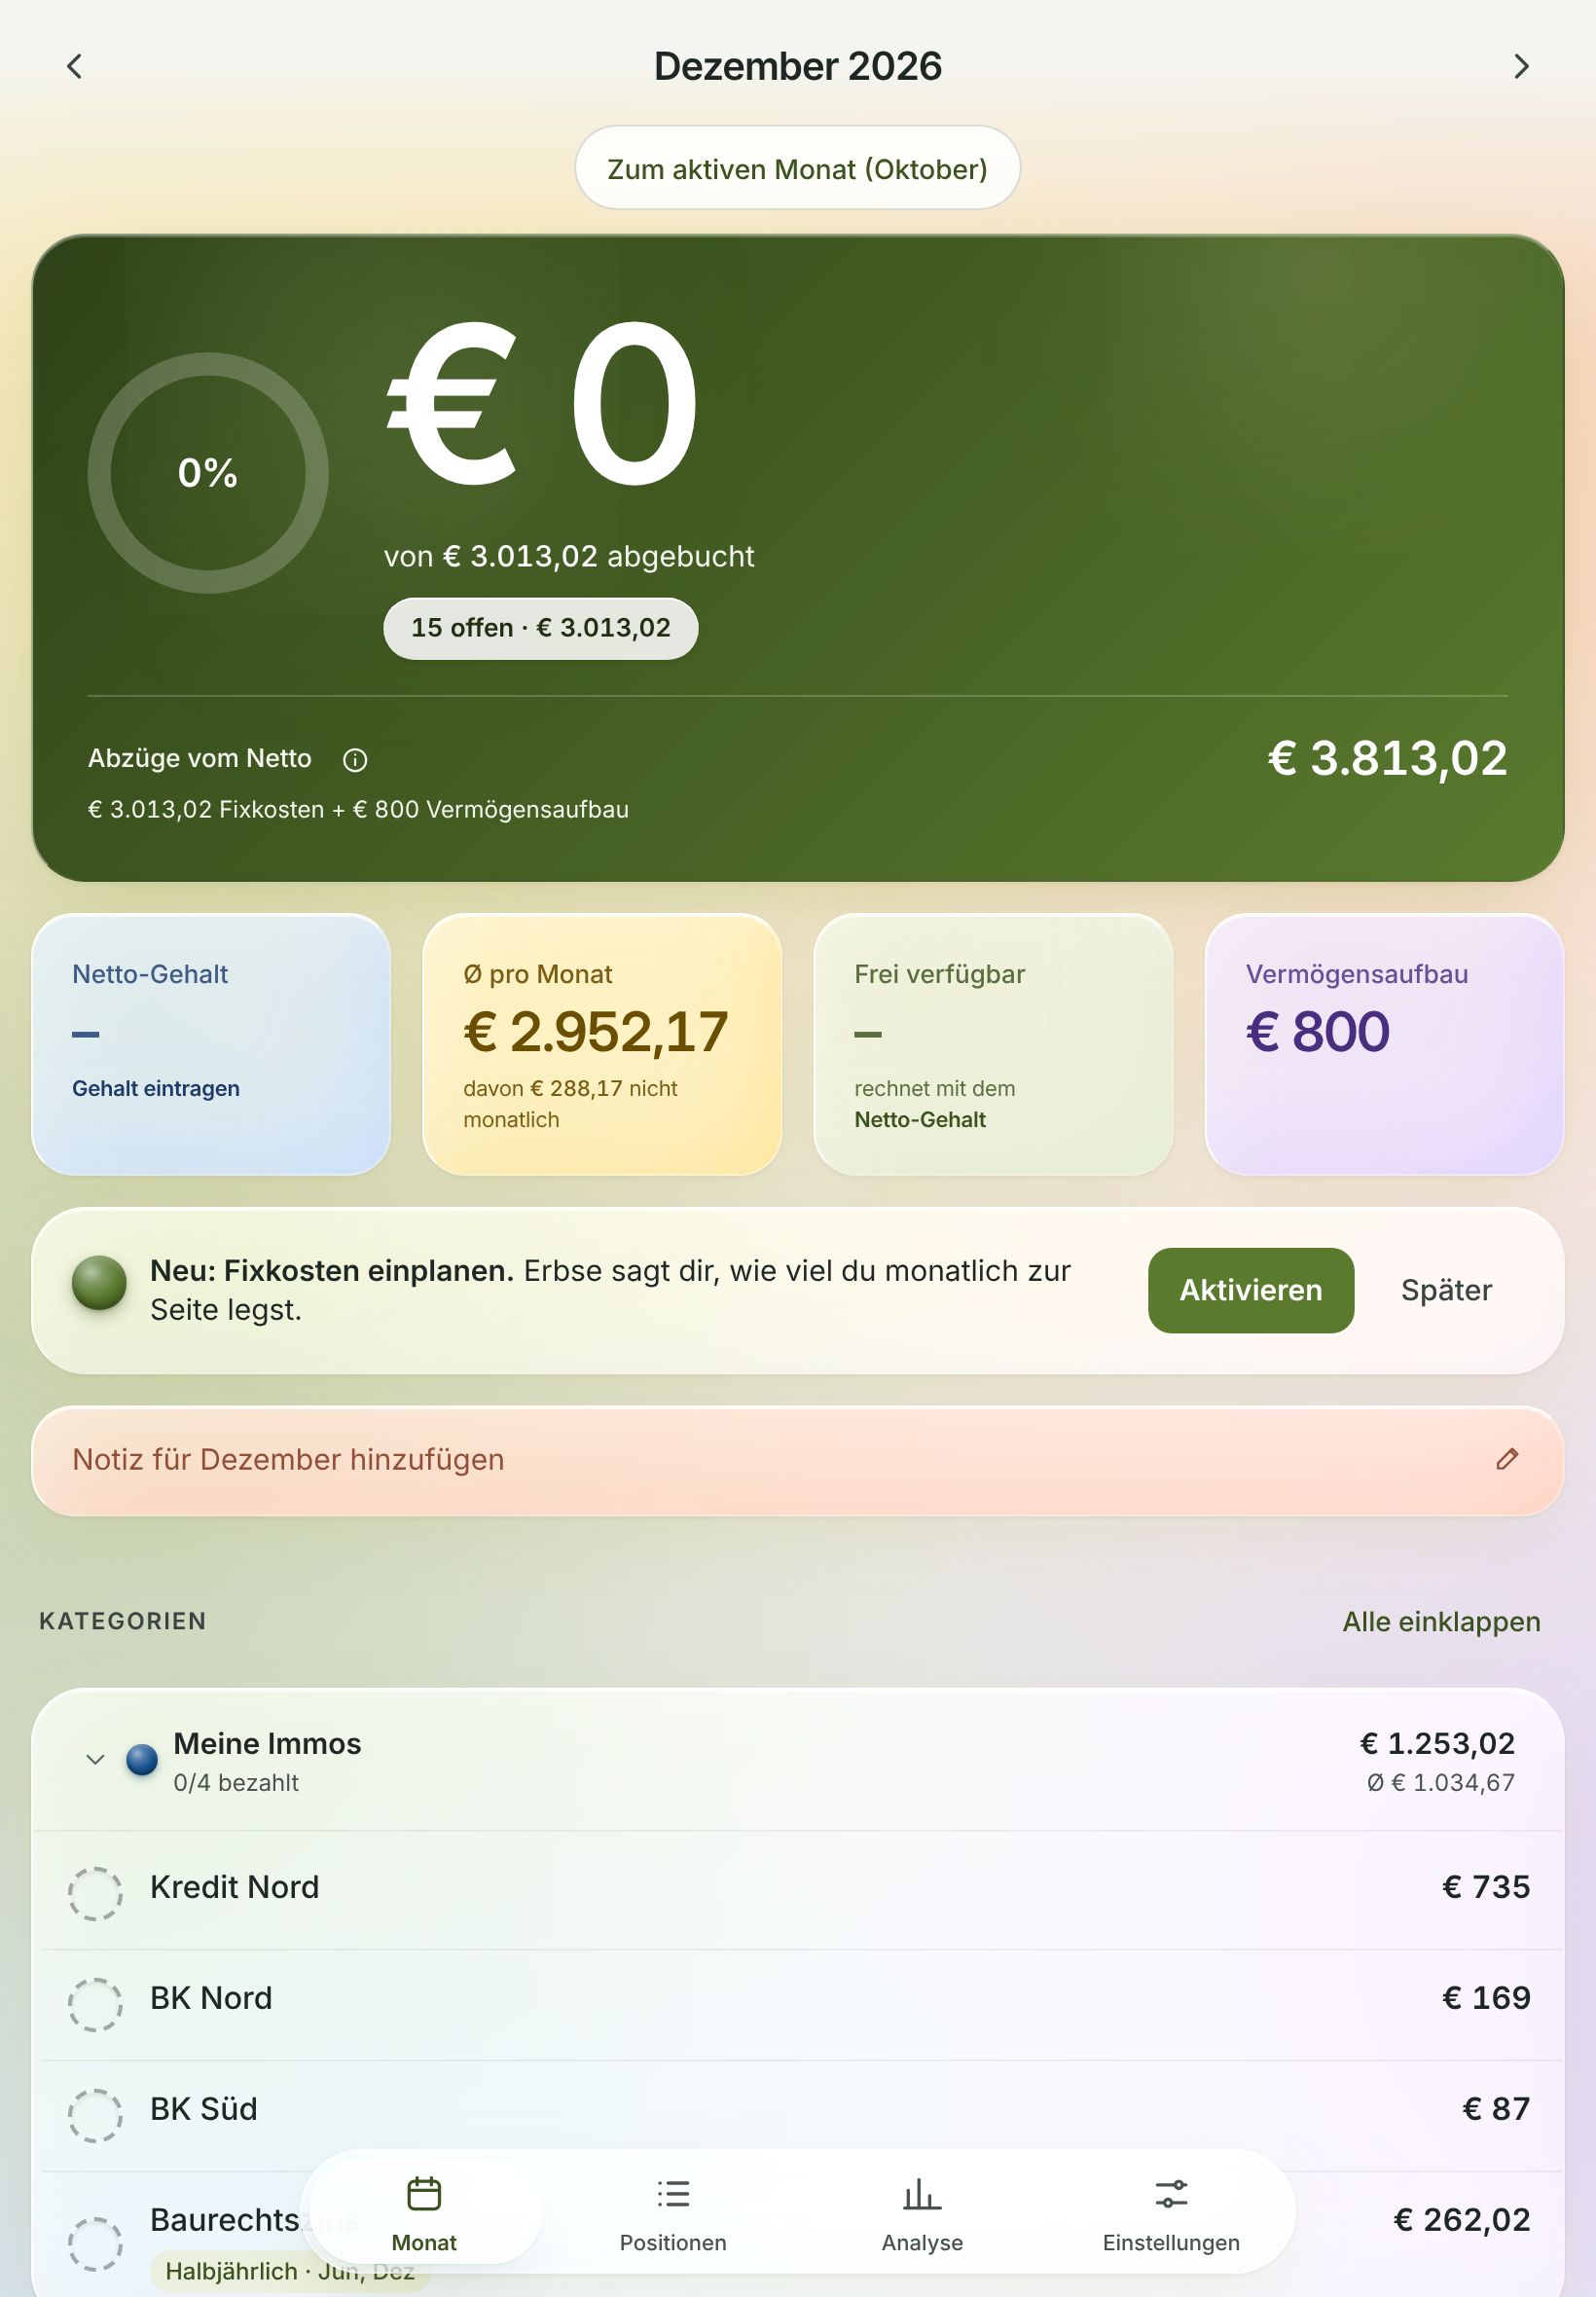 Dezember 2026
Zum aktiven Monat (Oktober)
0%
€ 0
von € 3.013,02 abgebucht
15 offen · € 3.013,02
Abzüge vom Netto
€ 3.813,02
€ 3.013,02 Fixkosten + € 800 Vermögensaufbau
Netto-Gehalt
–
Gehalt eintragen
Ø pro Monat
€ 2.952,17
davon € 288,17 nicht
monatlich
Frei verfügbar
–
rechnet mit dem
Netto-Gehalt
Vermögensaufbau
€ 800
Neu: Fixkosten einplanen. Erbse sagt dir, wie viel du monatlich zur
Seite legst.
Aktivieren
Später
Notiz für Dezember hinzufügen
KATEGORIEN
Alle einklappen
Meine Immos
€ 1.253,02
0/4 bezahlt
Ø € 1.034,67
Kredit Nord
€ 735
BK Nord
€ 169
BK Süd
€ 87
Baurechtszins
€ 262,02
Halbjährlich · Jun, Dez
Monat
Positionen
Analyse
Einstellungen